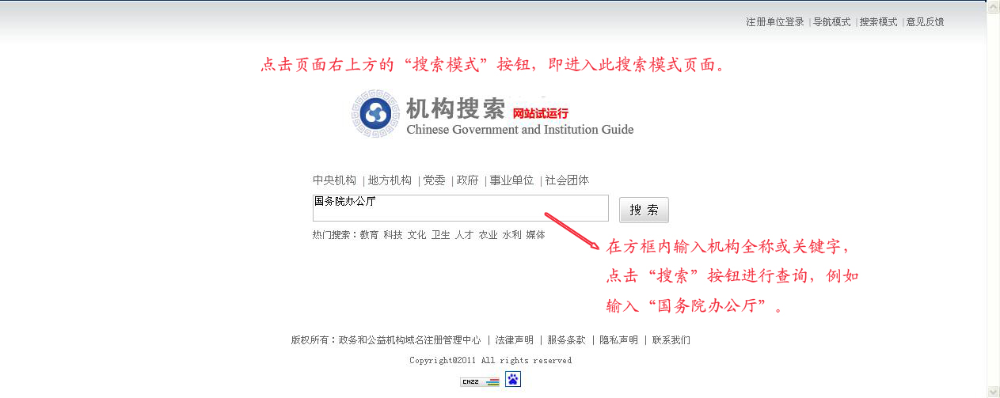 注册单位登录 | 导航模式 | 搜索模式 | 意见反馈
点击页面右上方的“搜索模式”按钮，即进入此搜索模式页面。
机构搜索 网站试运行
Chinese Government and Institution Guide
中央机构 | 地方机构 | 党委 | 政府 | 事业单位 | 社会团体
国务院办公厅
搜 索
热门搜索：教育 科技 文化 卫生 人才 农业 水利 媒体
在方框内输入机构全称或关键字，
点击“搜索”按钮进行查询，例如
输入“国务院办公厅”。
版权所有：政务和公益机构域名注册管理中心 | 法律声明 | 服务条款 | 隐私声明 | 联系我们
Copyright@2011 All rights reserved
CNZZ